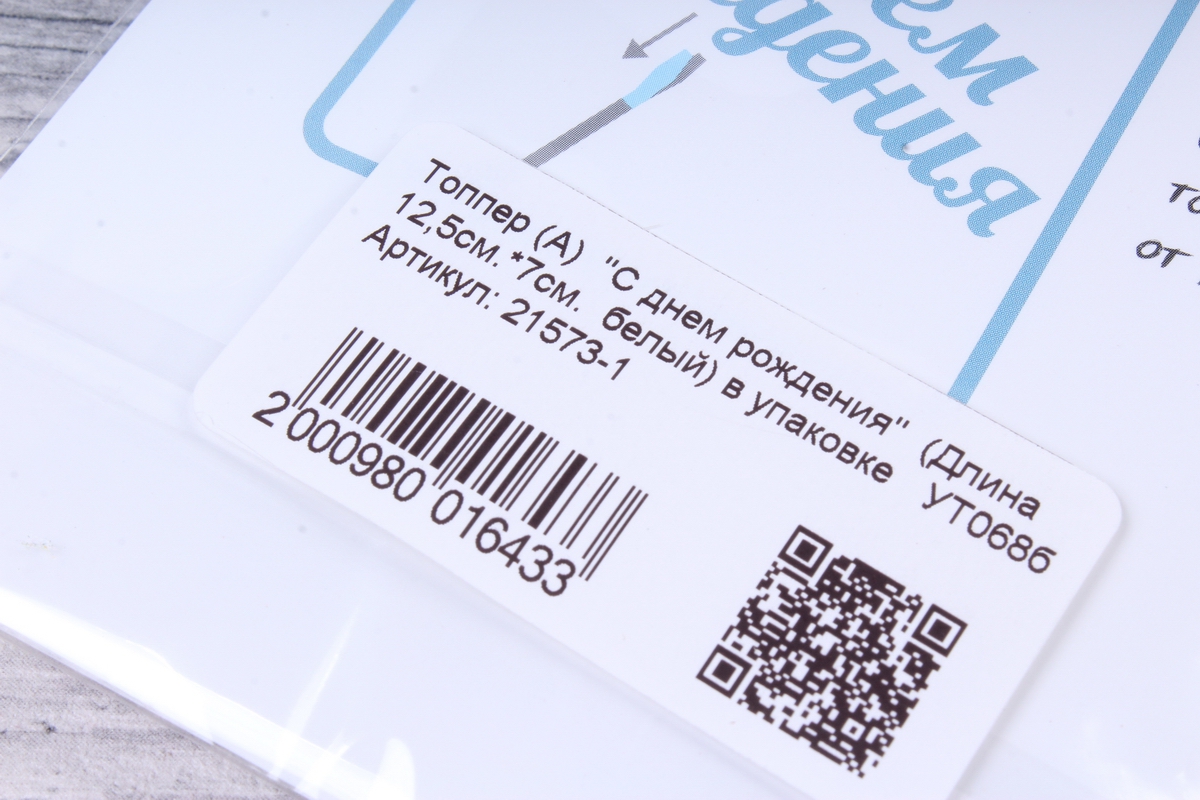 ем
дения
от
Топпер (А) "С днем рождения" (Длина
12,5см. *7см. белый) в упаковке УТ0686
Артикул: 21573-1
2 000980 016433